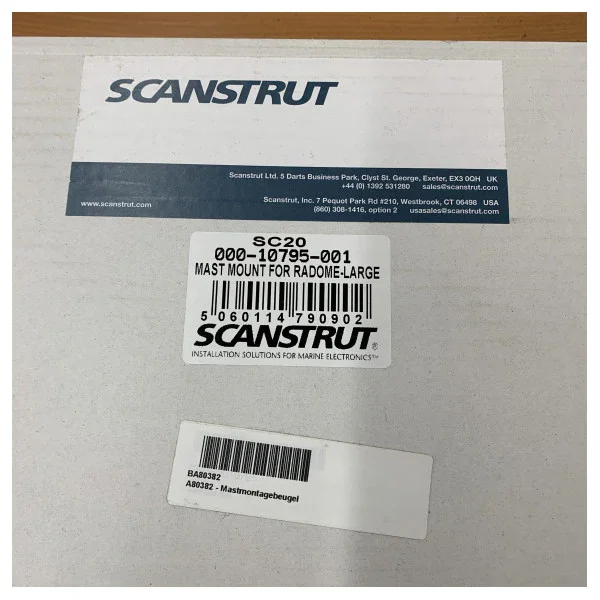 SCANSTRUT
Scanstrut Ltd. 5 Darts Business Park, Clyst St. George, Exeter, EX3 0QH UK
+44 (0) 1392 531280 sales@scanstrut.com
www.scanstrut.com
Scanstrut, Inc. 7 Pequot Park Rd #210, Westbrook, CT 06498 USA
(860) 308-1416, option 2 usasales@scanstrut.com
SC20
000-10795-001
MAST MOUNT FOR RADOME-LARGE
5 060114 790902
SCANSTRUT®
INSTALLATION SOLUTIONS FOR MARINE ELECTRONICS™
BA80382
A80382 - Mastmontagebeugel